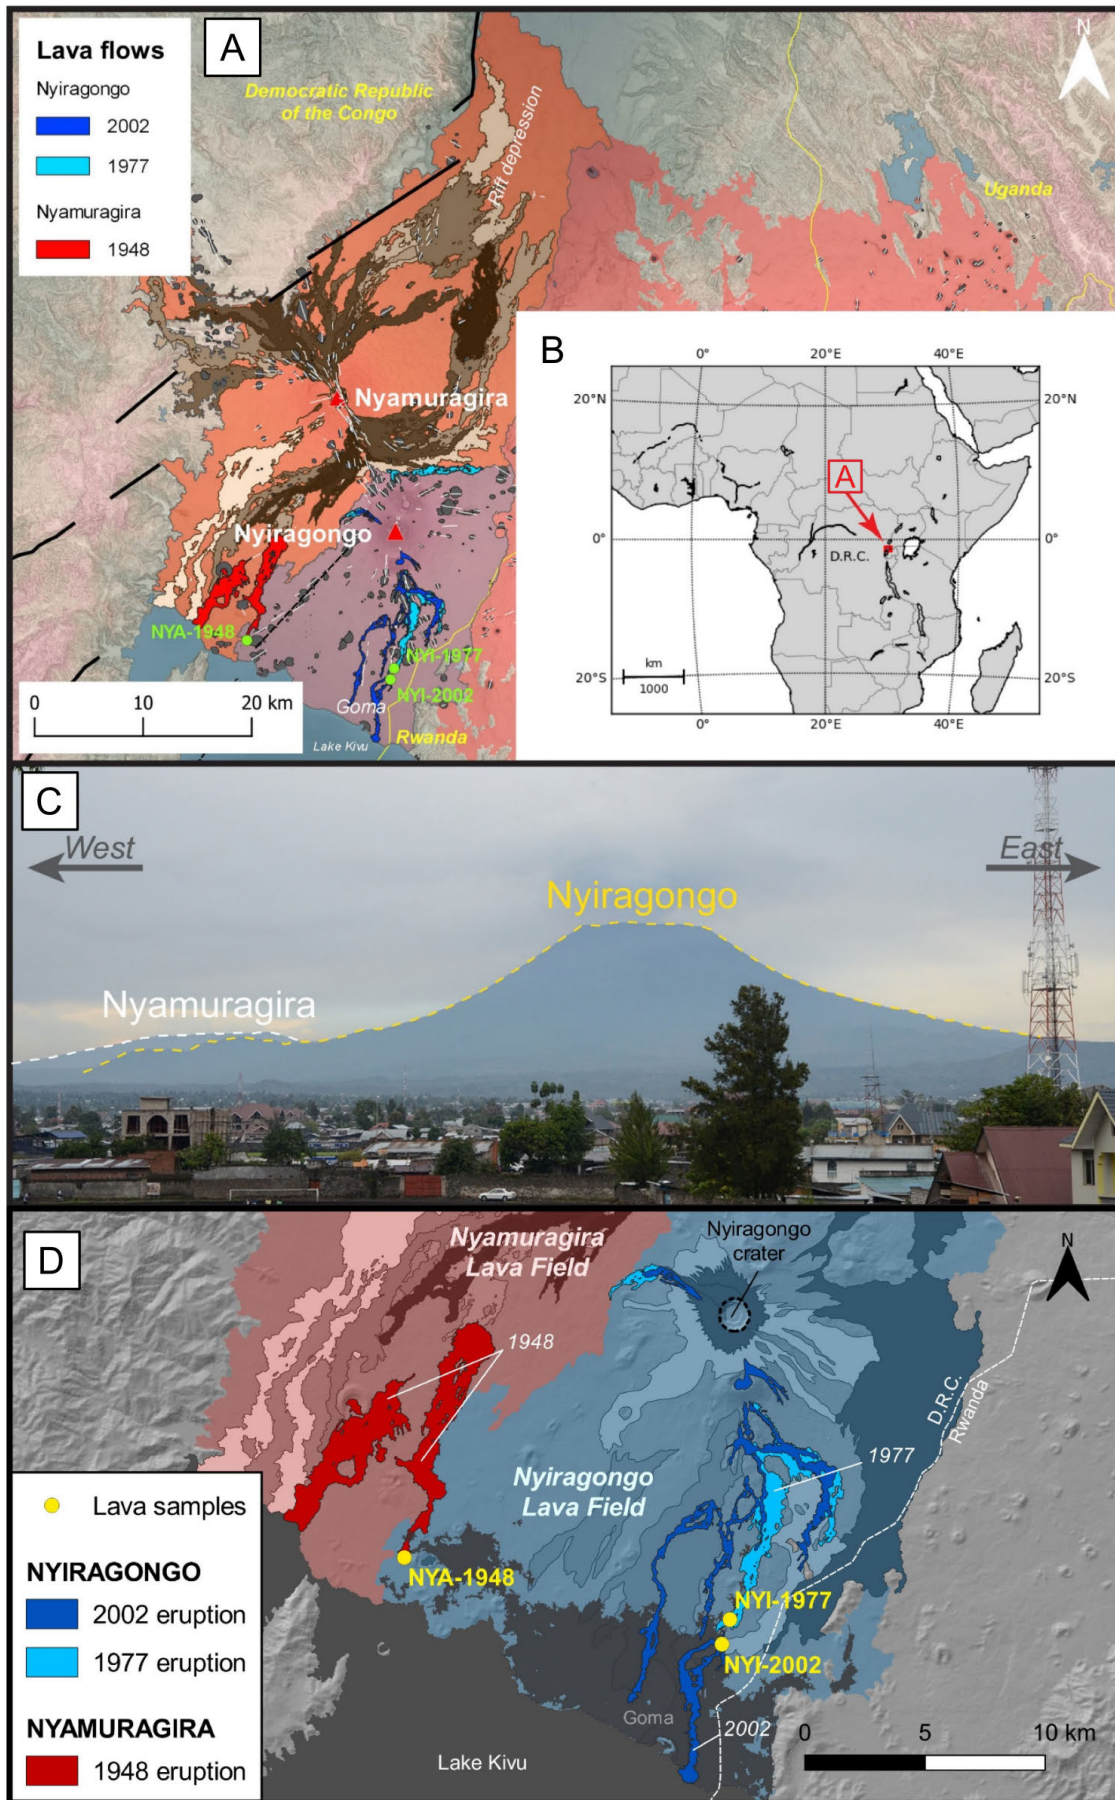 A
Lava flows
Nyiragongo
2002
1977
Nyamuragira
1948
Democratic Republic
of the Congo
Rift depression
N
Uganda
Nyamuragira
Nyiragongo
NYA-1948
NYI-1977
NYI-2002
Goma
Rwanda
Lake Kivu
0 10 20 km
B
0° 20°E 40°E
20°N 20°N
A
0° 0°
D.R.C.
km
1000
20°S 20°S
0° 20°E 40°E
C
West
East
Nyiragongo
Nyamuragira
D
Nyamuragira
Lava Field
Nyiragongo
crater
N
1948
D.R.C.
Rwanda
1977
Nyiragongo
Lava Field
NYA-1948
NYI-1977
NYI-2002
Goma
2002
Lake Kivu
0 5 10 km
Lava samples
NYIRAGONGO
2002 eruption
1977 eruption
NYAMURAGIRA
1948 eruption